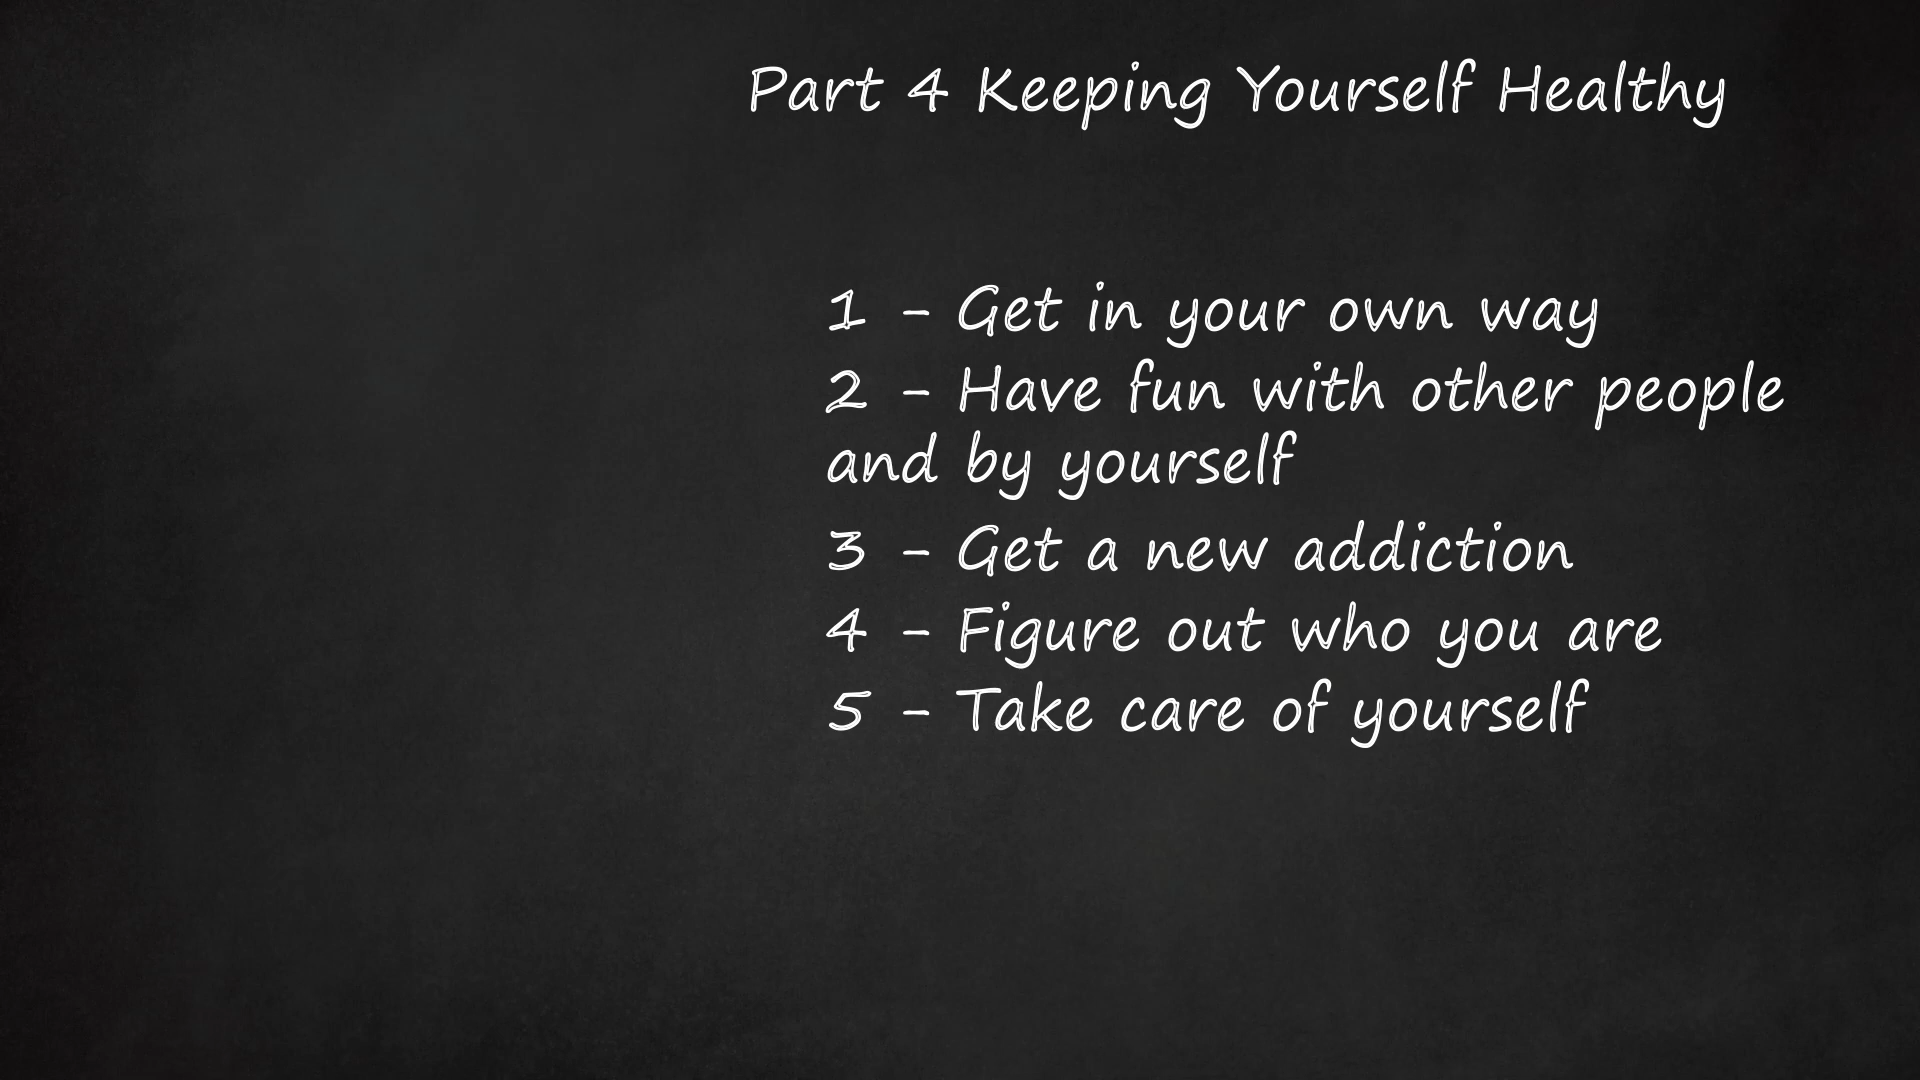 Part 4 Keeping Yourself Healthy
1 - Get in your own way
2 - Have fun with other people
and by yourself
3 - Get a new addiction
4 - Figure out who you are
5 - Take care of yourself